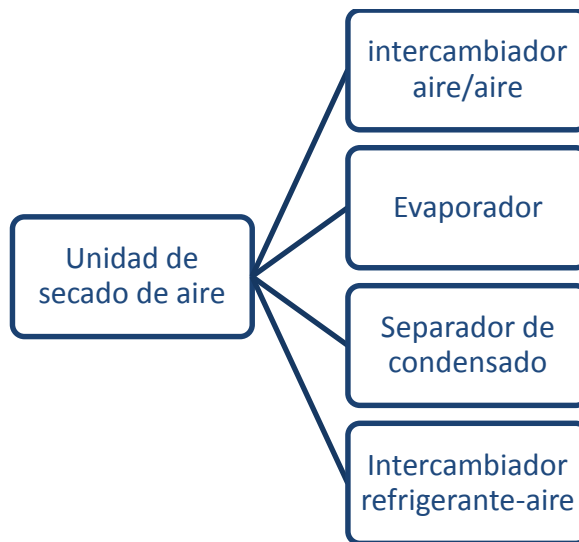 intercambiador
aire/aire
Evaporador
Unidad de
secado de aire
Separador de
condensado
Intercambiador
refrigerante-aire